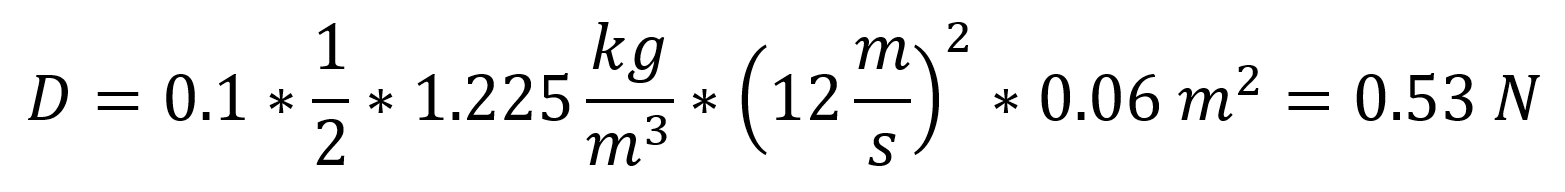 D = 0.1 * 1/2 * 1.225 kg/m³ * (12 m/s)² * 0.06 m² = 0.53 N